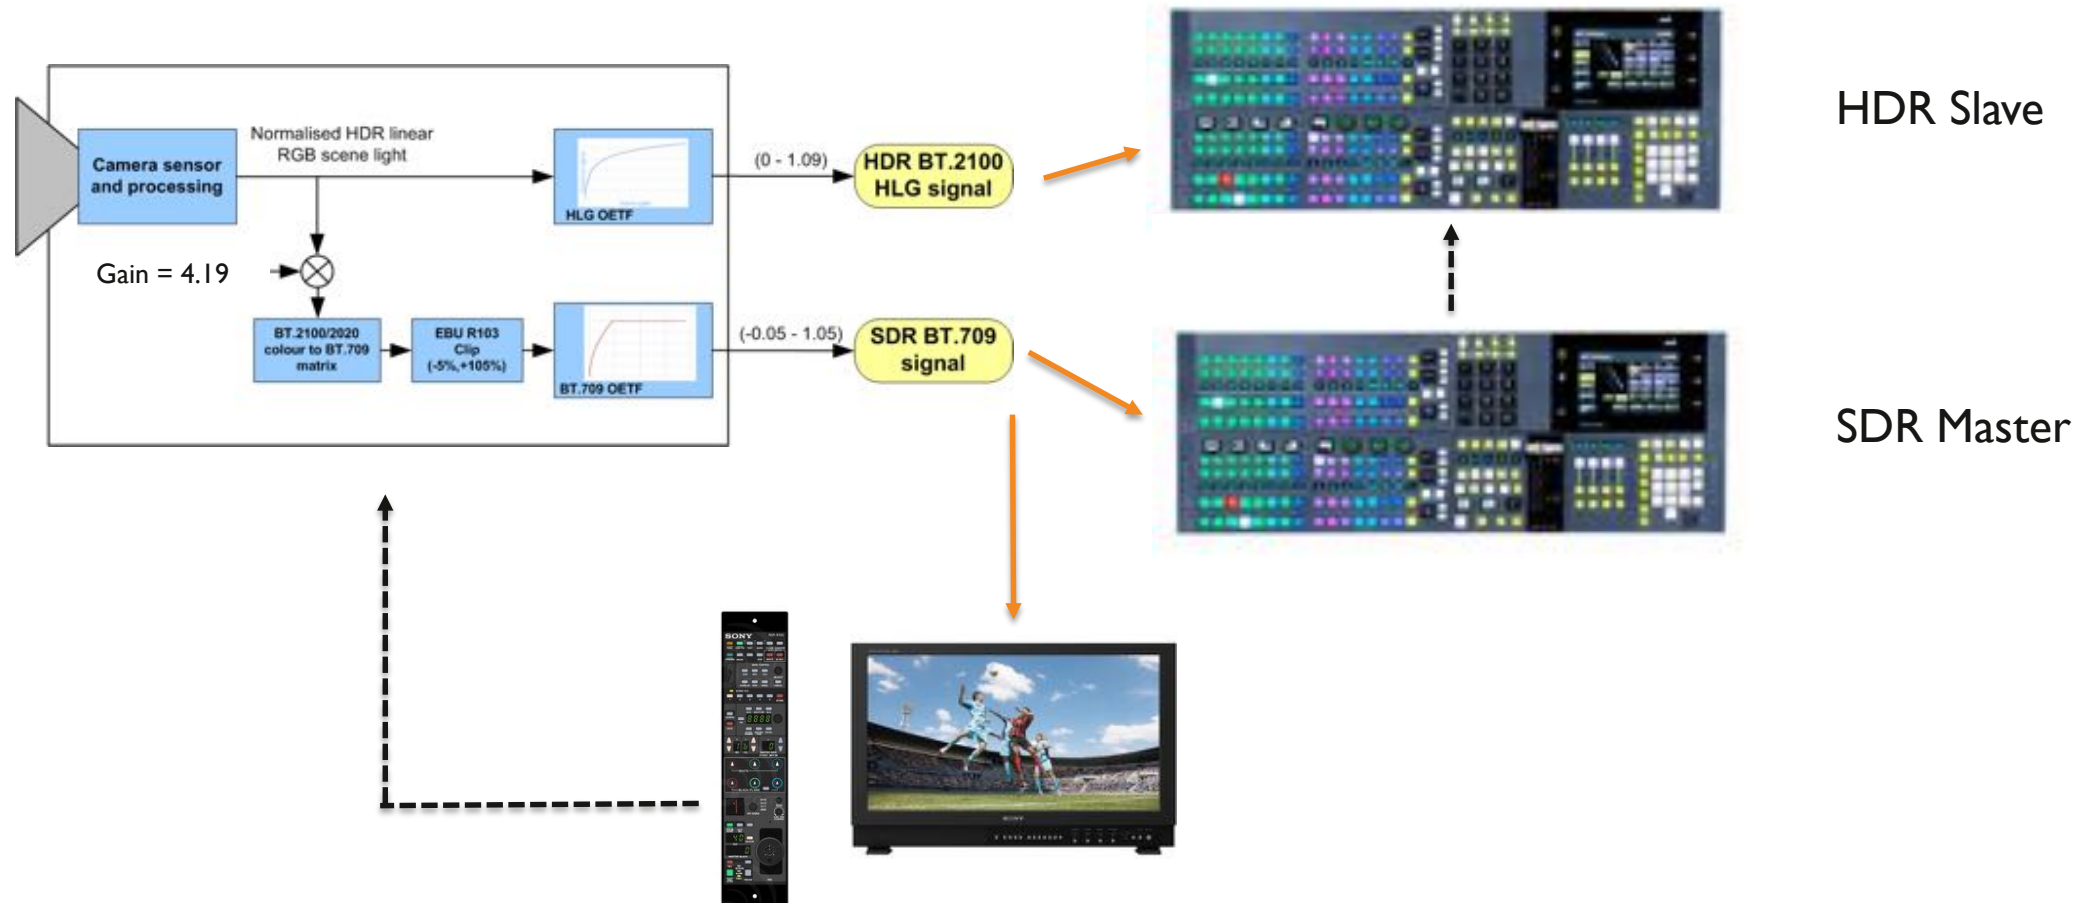 HDR Slave
Normalised HDR linear
RGB scene light
Camera sensor
and processing
HLG OETF
(0 - 1.09)
HDR BT.2100
HLG signal
Gain = 4.19
BT.2100/2020
colour to BT.709
matrix
EBU R103
Clip
(-5%,+105%)
BT.709 OETF
(-0.05 - 1.05)
SDR BT.709
signal
SDR Master
SONY
SONY